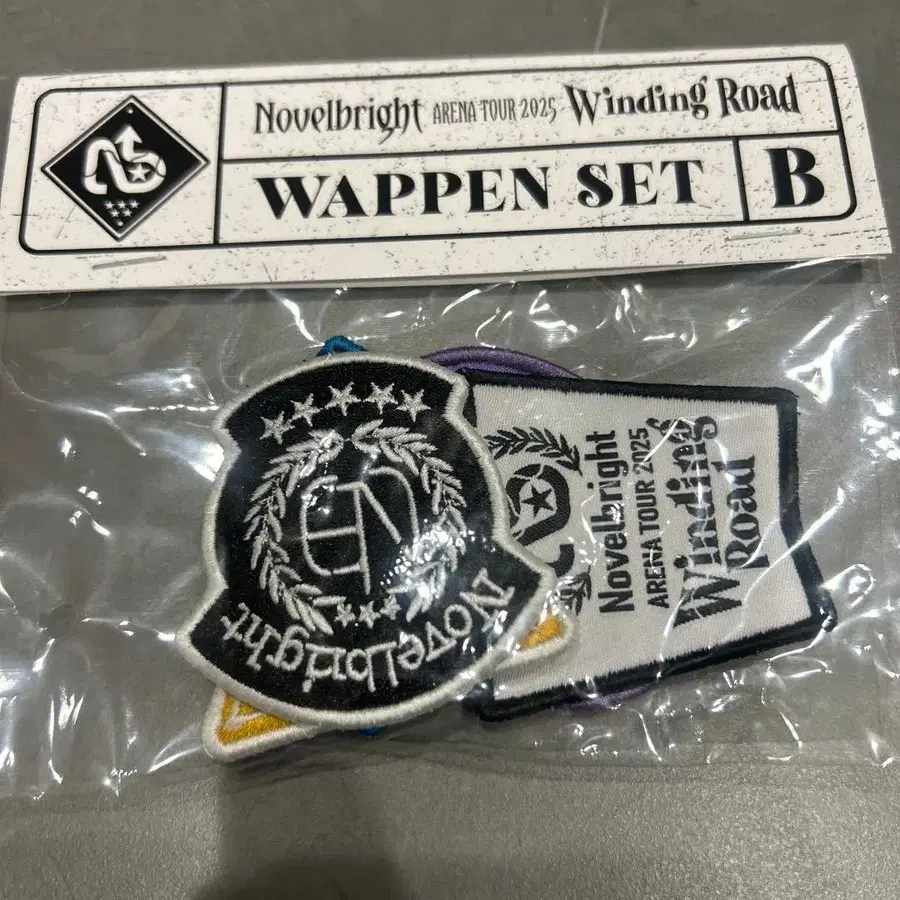 Novelbright ARENA TOUR 2025 Winding Road
WAPPEN SET B
Novelbright
Novelbright
ARENA TOUR 2025
Winding
Road